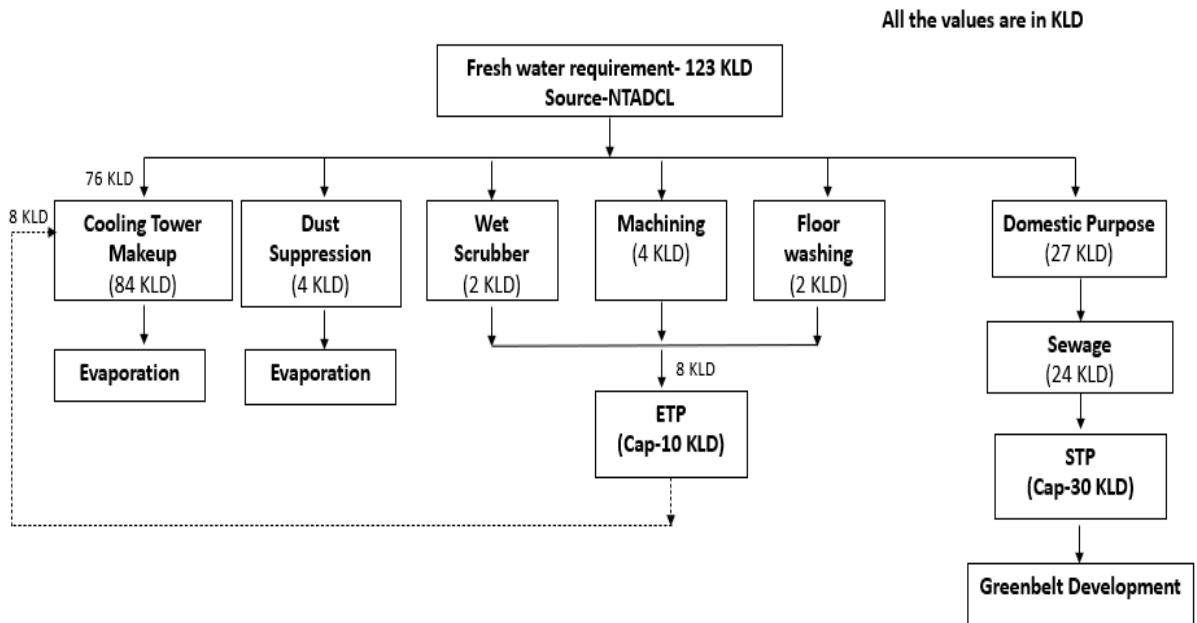 All the values are in KLD
Fresh water requirement- 123 KLD
Source-NTADCL
76 KLD
8 KLD
Cooling Tower
Makeup
(84 KLD)
Dust
Suppression
(4 KLD)
Wet
Scrubber
(2 KLD)
Machining
(4 KLD)
Floor
washing
(2 KLD)
Domestic Purpose
(27 KLD)
Evaporation
Evaporation
8 KLD
Sewage
(24 KLD)
ETP
(Cap-10 KLD)
STP
(Cap-30 KLD)
Greenbelt Development